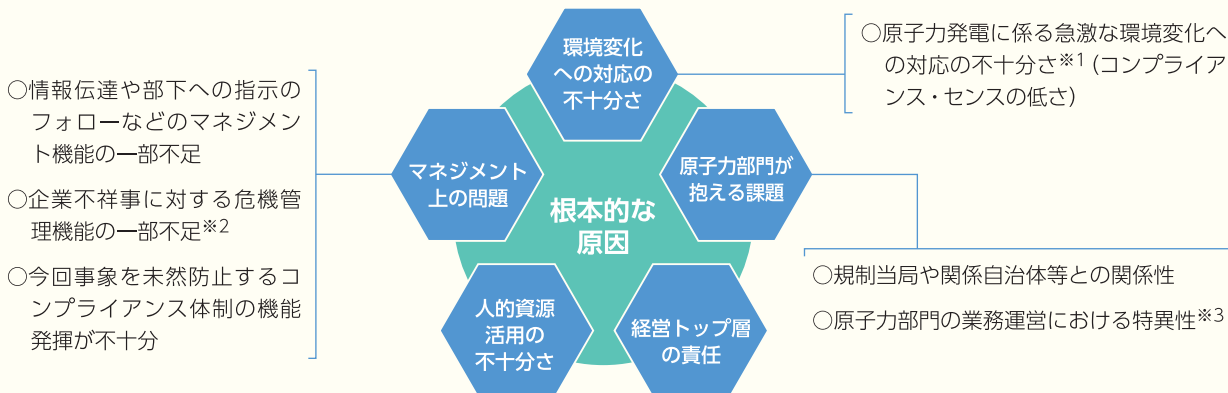 環境変化
への対応の
不十分さ
○原子力発電に係る急激な環境変化へ
の対応の不十分さ※1 (コンプライア
ンス・センスの低さ)
○情報伝達や部下への指示の
フォローなどのマネジメン
ト機能の一部不足
○企業不祥事に対する危機管
理機能の一部不足※2
○今回事象を未然防止するコ
ンプライアンス体制の機能
発揮が不十分
マネジメント
上の問題
原子力部門が
抱える課題
根本的な
原因
○規制当局や関係自治体等との関係性
○原子力部門の業務運営における特異性※3
人的資源
活用の
不十分さ
経営トップ層
の責任